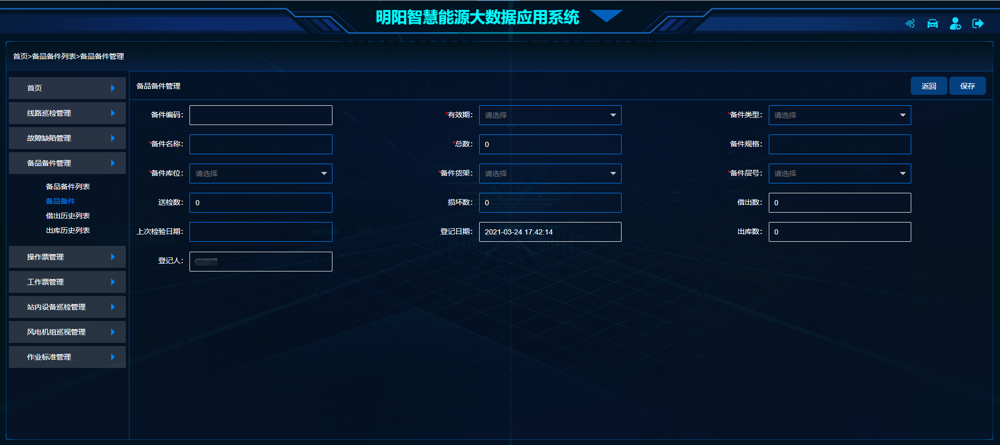 明阳智慧能源大数据应用系统
首页>备品备件列表>备品备件管理
首页
线路巡检管理
故障缺陷管理
备品备件管理
备品备件列表
备品备件
借出历史列表
出库历史列表
操作票管理
工作票管理
站内设备巡检管理
风电机组巡视管理
作业标准管理
备品备件管理
返回 保存
备件编码: *有效期: 请选择 *备件类型: 请选择
*备件名称: *总数: 0 备件规格:
*备件库位: 请选择 *备件货架: 请选择 *备件层号: 请选择
送检数: 0 损坏数: 0 借出数: 0
上次检验日期: 登记日期: 2021-03-24 17:42:14 出库数: 0
登记人: